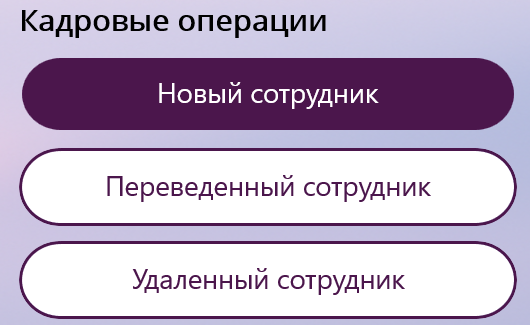 Кадровые операции
Новый сотрудник
Переведенный сотрудник
Удаленный сотрудник